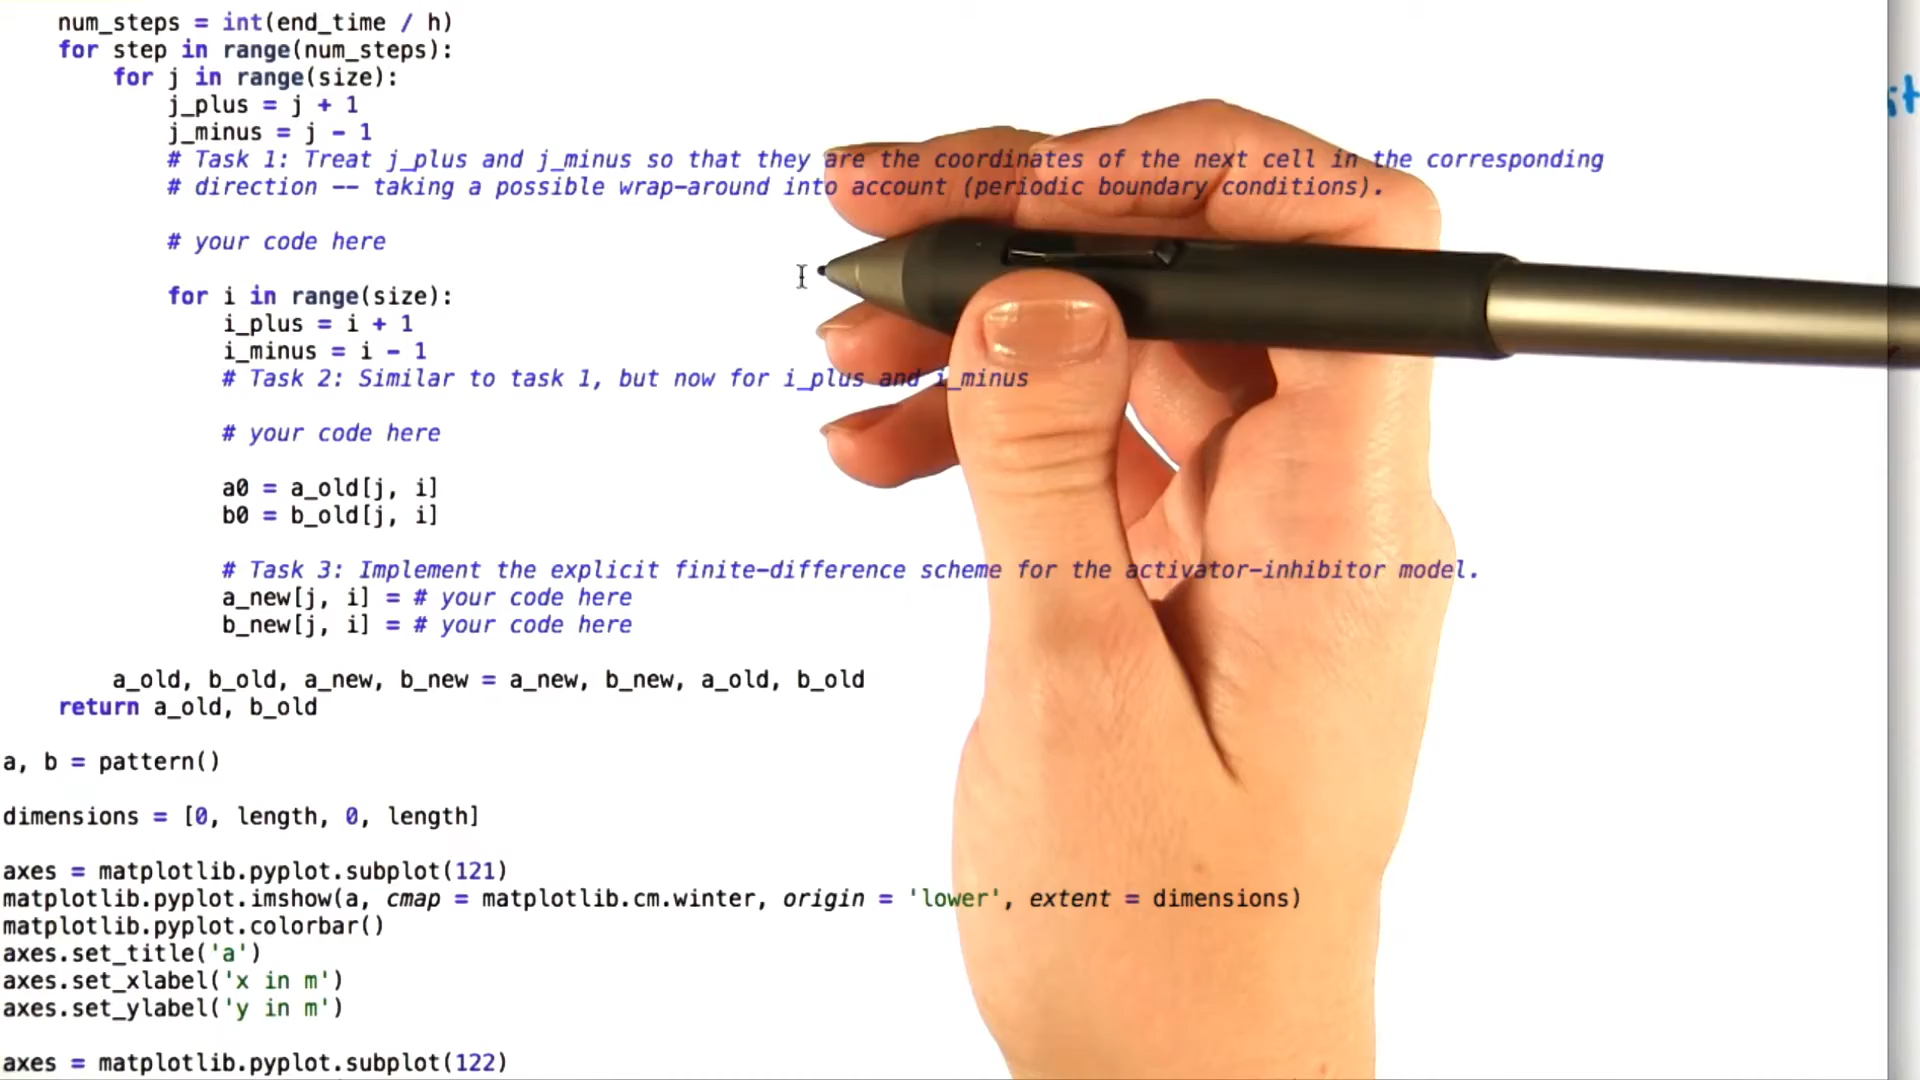 num_steps = int(end_time / h)
for step in range(num_steps):
for j in range(size):
j_plus = j + 1
j_minus = j - 1
# Task 1: Treat j_plus and j_minus so that they are the coordinates of the next cell in the corresponding
# direction -- taking a possible wrap-around into account (periodic boundary conditions).
# your code here
for i in range(size):
i_plus = i + 1
i_minus = i - 1
# Task 2: Similar to task 1, but now for i_plus and i_minus
# your code here
a0 = a_old[j, i]
b0 = b_old[j, i]
# Task 3: Implement the explicit finite-difference scheme for the activator-inhibitor model.
a_new[j, i] = # your code here
b_new[j, i] = # your code here
a_old, b_old, a_new, b_new = a_new, b_new, a_old, b_old
return a_old, b_old
a, b = pattern()
dimensions = [0, length, 0, length]
axes = matplotlib.pyplot.subplot(121)
matplotlib.pyplot.imshow(a, cmap = matplotlib.cm.winter, origin = 'lower', extent = dimensions)
matplotlib.pyplot.colorbar()
axes.set_title('a')
axes.set_xlabel('x in m')
axes.set_ylabel('y in m')
axes = matplotlib.pyplot.subplot(122)